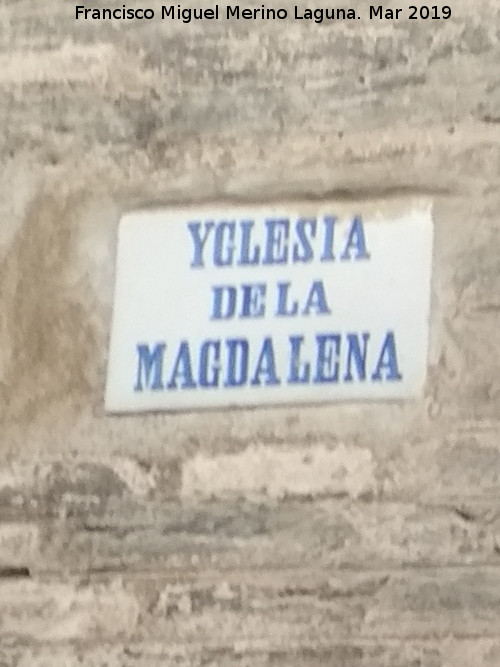 Francisco Miguel Merino Laguna. Mar 2019
YGLESIA
DE LA
MAGDALENA